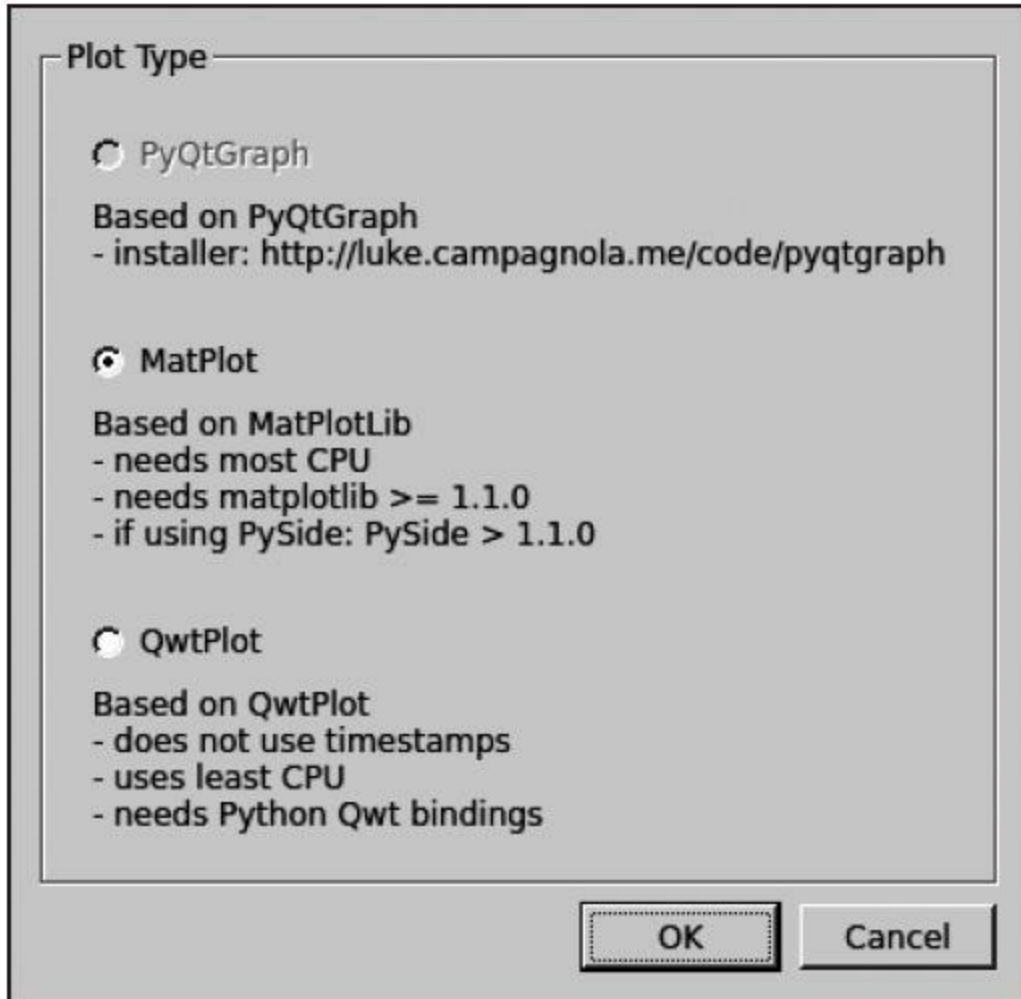 Plot Type
PyQtGraph
Based on PyQtGraph
- installer: http://luke.campagnola.me/code/pyqtgraph
MatPlot
Based on MatPlotLib
- needs most CPU
- needs matplotlib >= 1.1.0
- if using PySide: PySide > 1.1.0
QwtPlot
Based on QwtPlot
- does not use timestamps
- uses least CPU
- needs Python Qwt bindings
OK Cancel